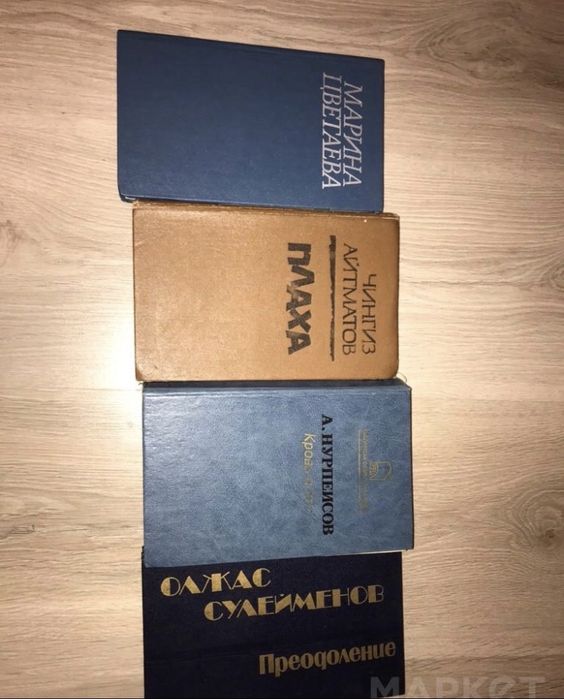 МАРИНА
ЦВЕТАЕВА
ЧИНГИЗ
АЙТМАТОВ
ПЛАХА
А. НУРПЕИСОВ
ОЛЖАС
СУЛЕЙМЕНОВ
Преодоление
МАРКЕТ